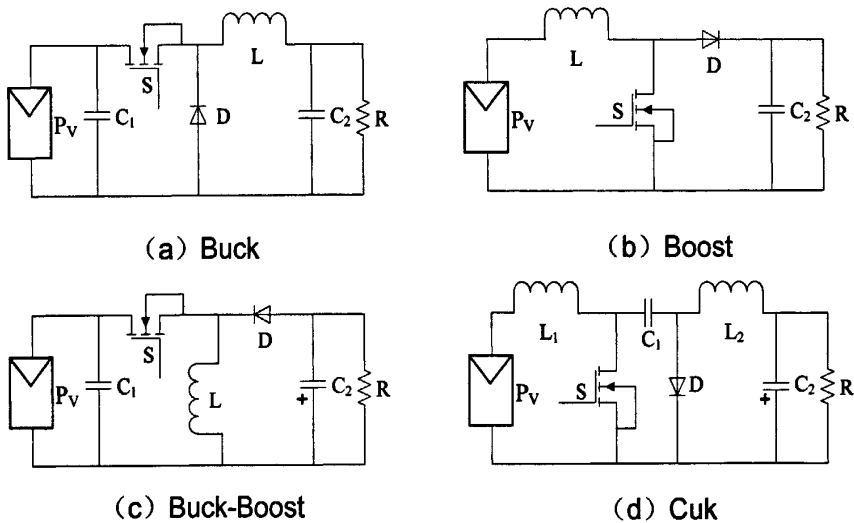 L
S
D
Pv
C1
C2
R
(a) Buck
L
D
S
Pv
C2
R
(b) Boost
S
D
Pv
C1
L
C2
+
R
(c) Buck-Boost
L1
C1
L2
S
D
Pv
C2
+
R
(d) Cuk